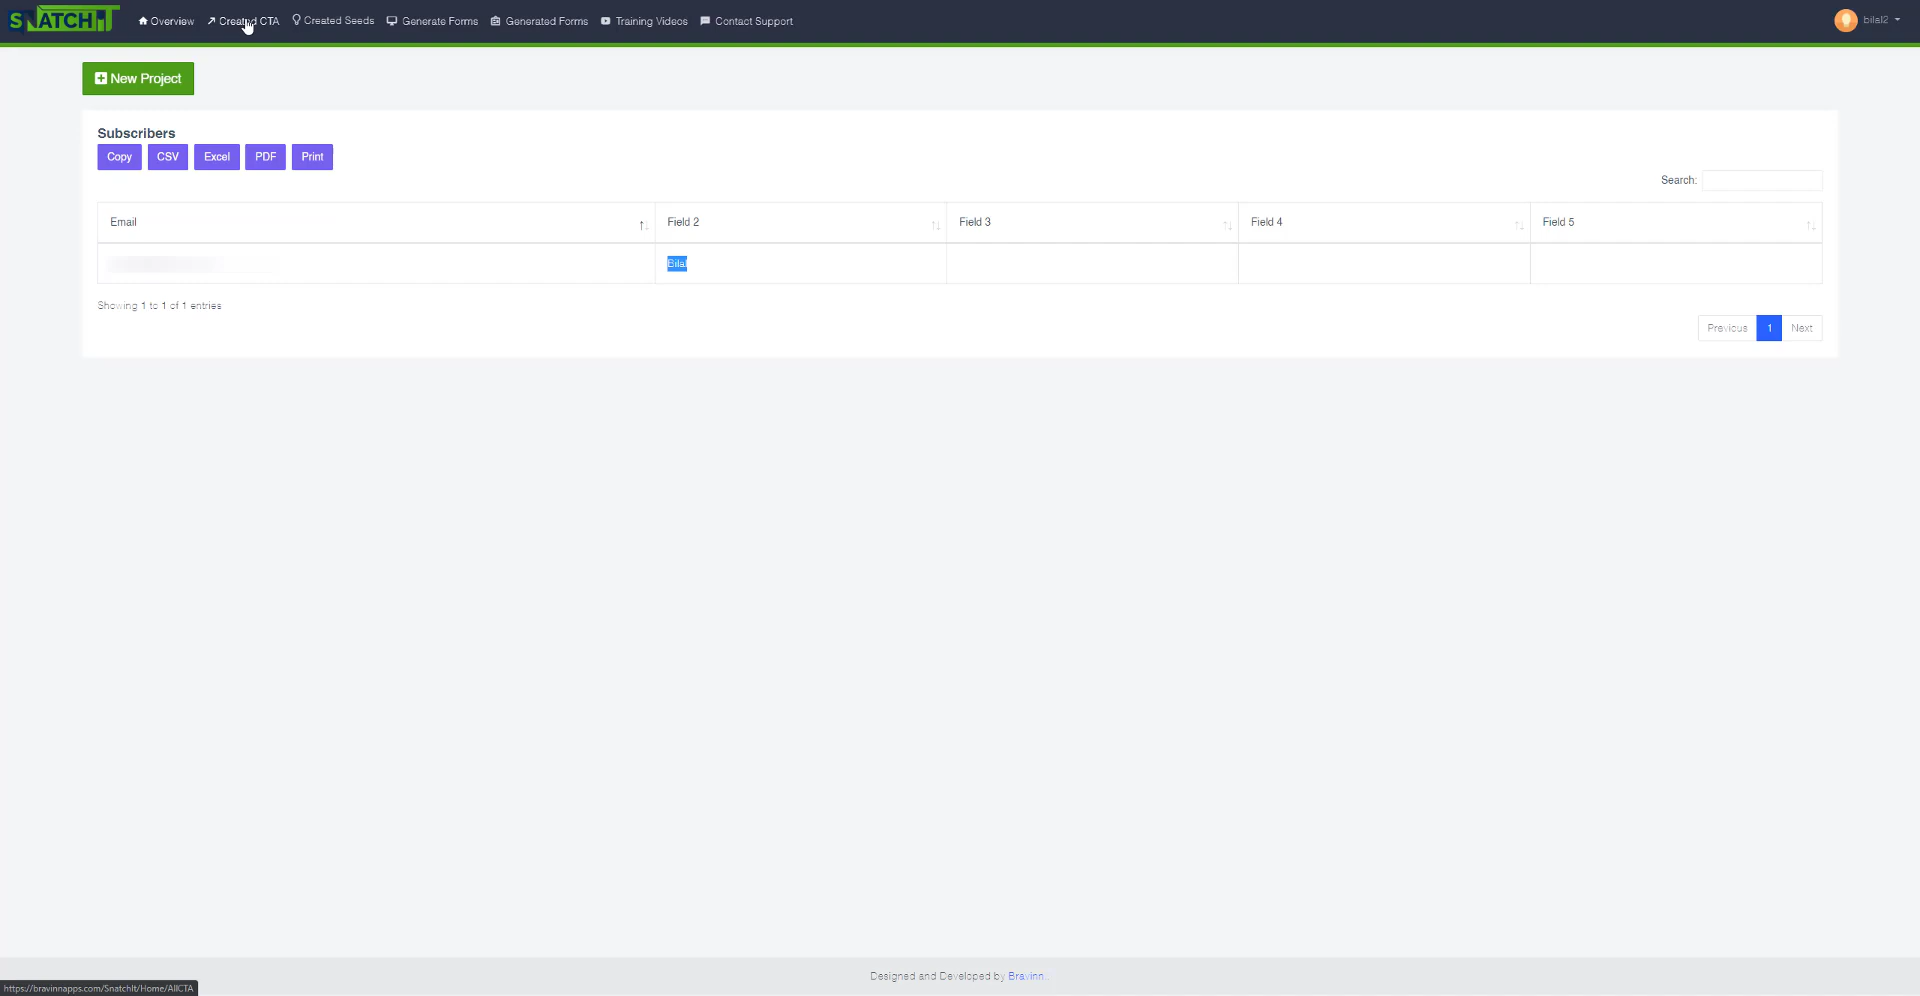 SNATCHIT Overview Created CTA Created Seeds Generate Forms Generated Forms Training Videos Contact Support bilal2
New Project
Subscribers
Copy CSV Excel PDF Print
Search:
Email Field 2 Field 3 Field 4 Field 5
Bilal
Showing 1 to 1 of 1 entries
Previous 1 Next
Designed and Developed by Bravinn.
https://bravinnapps.com/SnatchIt/Home/AllCTA